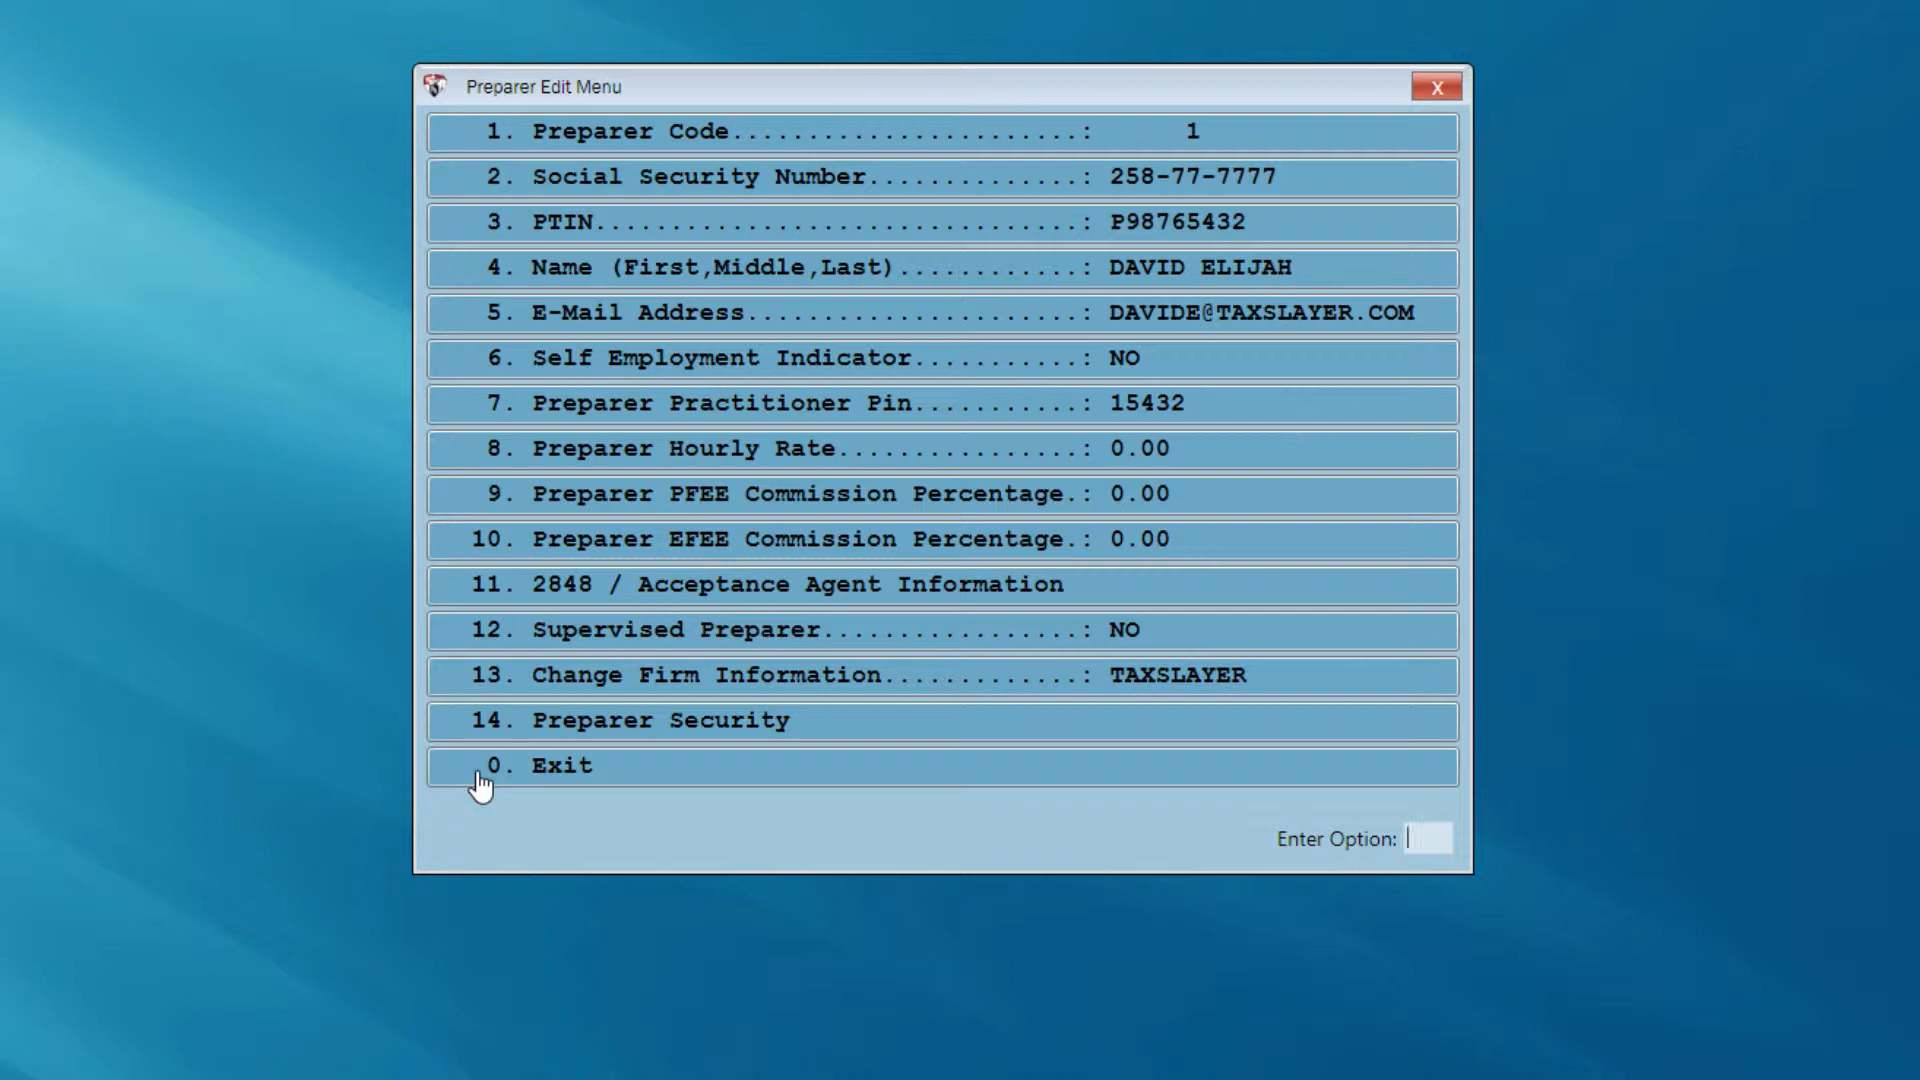 Preparer Edit Menu
X
1. Preparer Code.......................: 1
2. Social Security Number..............: 258-77-7777
3. PTIN................................: P98765432
4. Name (First,Middle,Last)............: DAVID ELIJAH
5. E-Mail Address......................: DAVIDE@TAXSLAYER.COM
6. Self Employment Indicator...........: NO
7. Preparer Practitioner Pin...........: 15432
8. Preparer Hourly Rate................: 0.00
9. Preparer PFEE Commission Percentage.: 0.00
10. Preparer EFEE Commission Percentage.: 0.00
11. 2848 / Acceptance Agent Information
12. Supervised Preparer.................: NO
13. Change Firm Information.............: TAXSLAYER
14. Preparer Security
0. Exit
Enter Option: